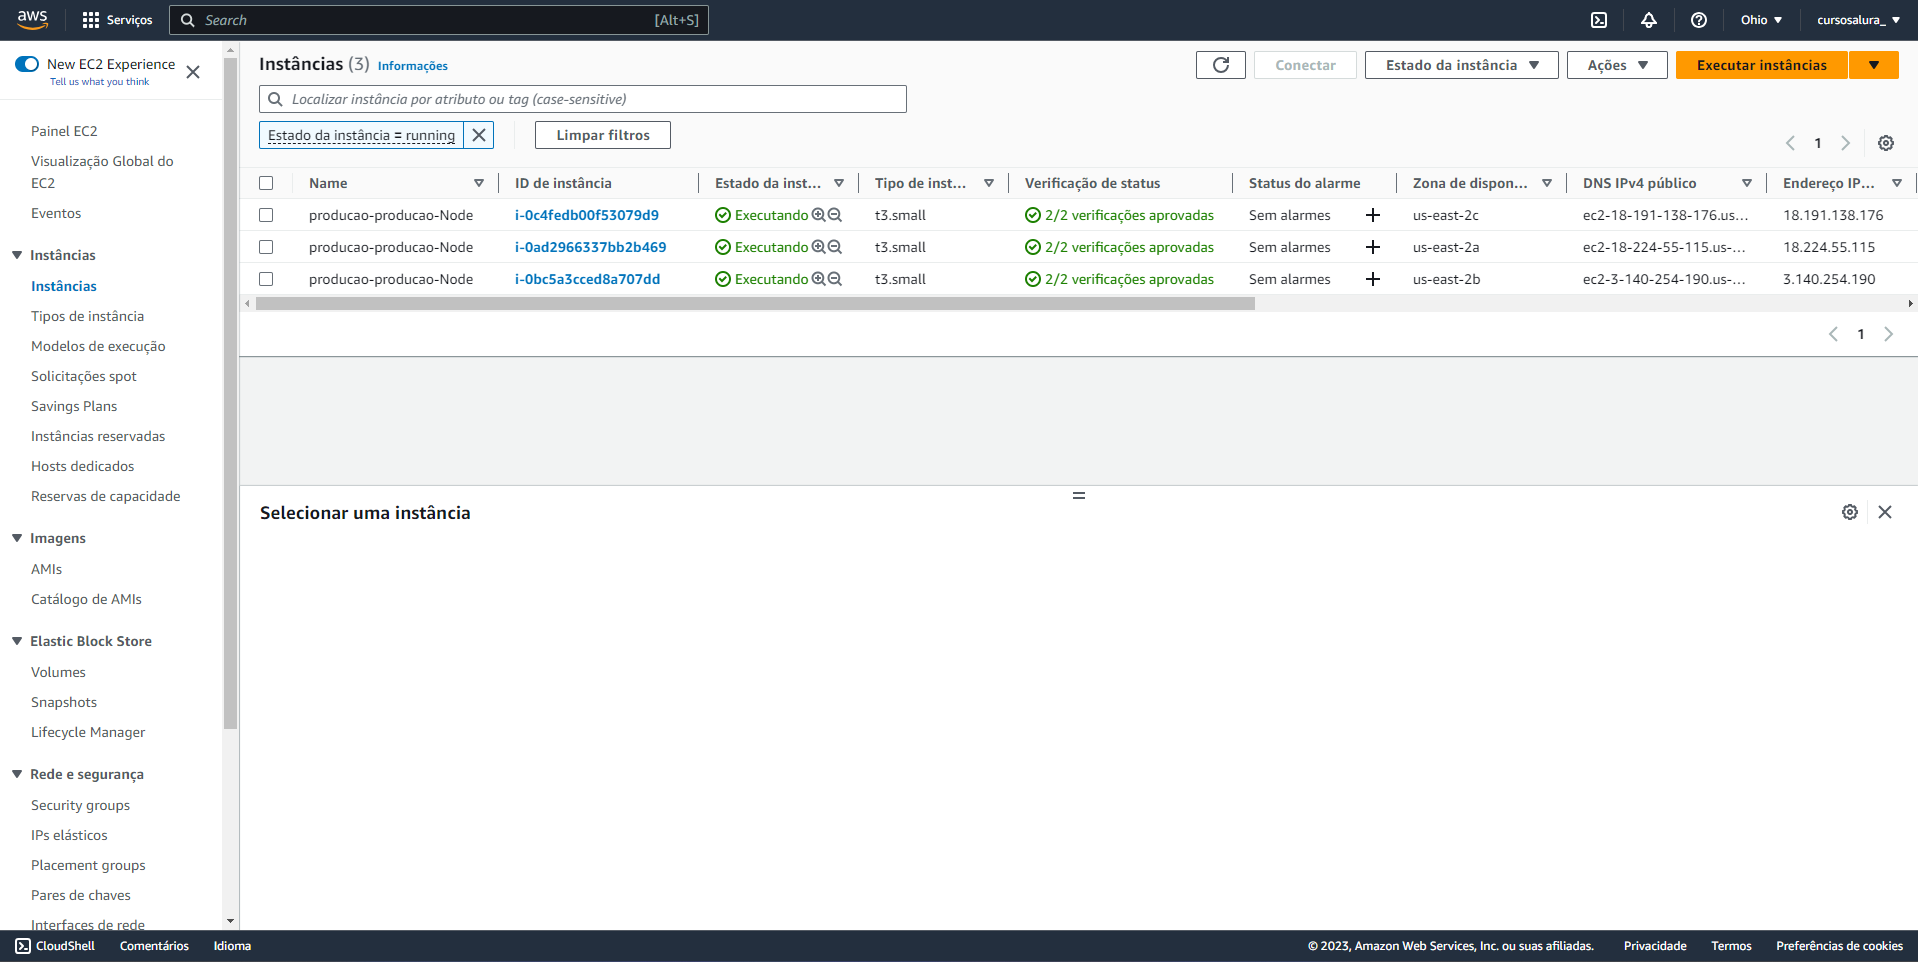 aws
Serviços
Search
[Alt+S]
Ohio
cursosalura_
New EC2 Experience
Tell us what you think
Painel EC2
Visualização Global do
EC2
Eventos
Instâncias
Instâncias
Tipos de instância
Modelos de execução
Solicitações spot
Savings Plans
Instâncias reservadas
Hosts dedicados
Reservas de capacidade
Imagens
AMIs
Catálogo de AMIs
Elastic Block Store
Volumes
Snapshots
Lifecycle Manager
Rede e segurança
Security groups
IPs elásticos
Placement groups
Pares de chaves
Interfaces de rede
Instâncias (3) Informações
Conectar
Estado da instância
Ações
Executar instâncias
Localizar instância por atributo ou tag (case-sensitive)
Estado da instância = running
Limpar filtros
1
Name ID de instância Estado da inst... Tipo de inst... Verificação de status Status do alarme Zona de dispon... DNS IPv4 público Endereço IP...
producao-producao-Node i-0c4fedb00f53079d9 Executando t3.small 2/2 verificações aprovadas Sem alarmes us-east-2c ec2-18-191-138-176.us... 18.191.138.176
producao-producao-Node i-0ad2966337bb2b469 Executando t3.small 2/2 verificações aprovadas Sem alarmes us-east-2a ec2-18-224-55-115.us-... 18.224.55.115
producao-producao-Node i-0bc5a3cced8a707dd Executando t3.small 2/2 verificações aprovadas Sem alarmes us-east-2b ec2-3-140-254-190.us-... 3.140.254.190
1
Selecionar uma instância
CloudShell
Comentários
Idioma
© 2023, Amazon Web Services, Inc. ou suas afiliadas.
Privacidade
Termos
Preferências de cookies